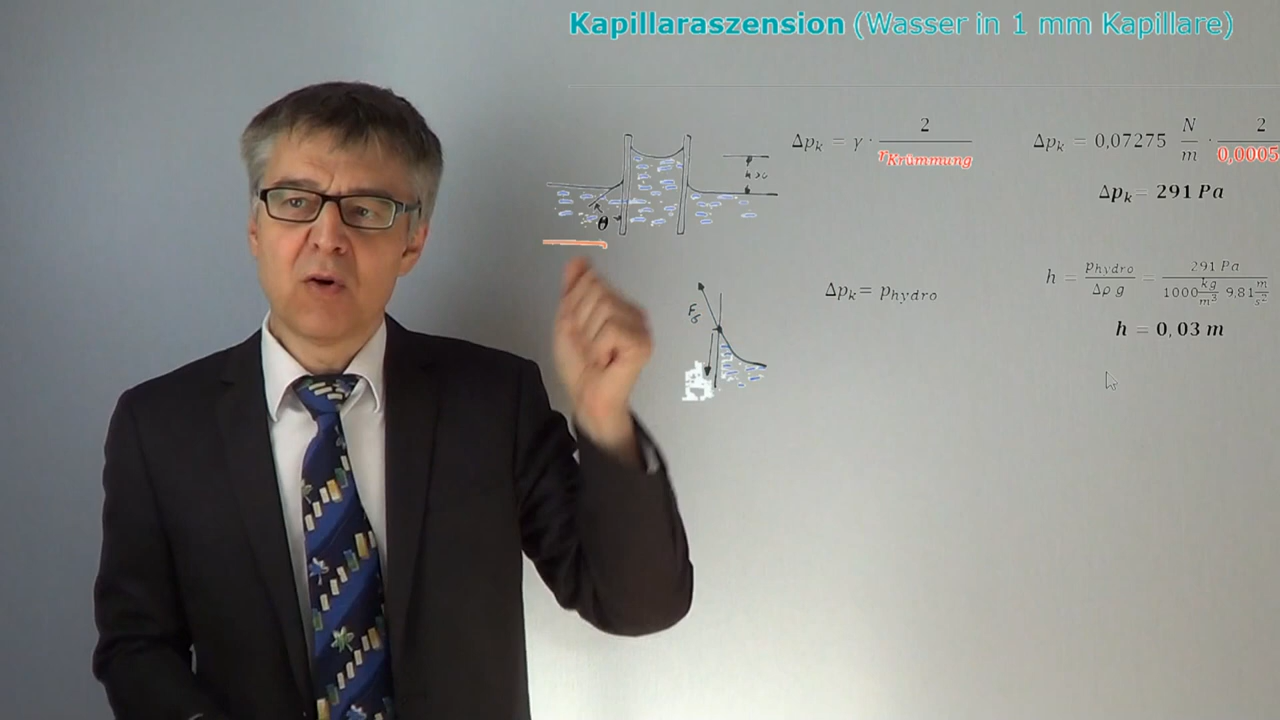 Kapillaraszension (Wasser in 1 mm Kapillare)
Δp_k = γ · 2 / r_Krümmung
Δp_k = 0,07275 N/m · 2 / 0,0005
Δp_k = 291 Pa
h >0
θ
Δp_k = p_hydro
h = p_hydro / Δρ g = 291 Pa / 1000 kg/m³ 9,81 m/s²
h = 0,03 m